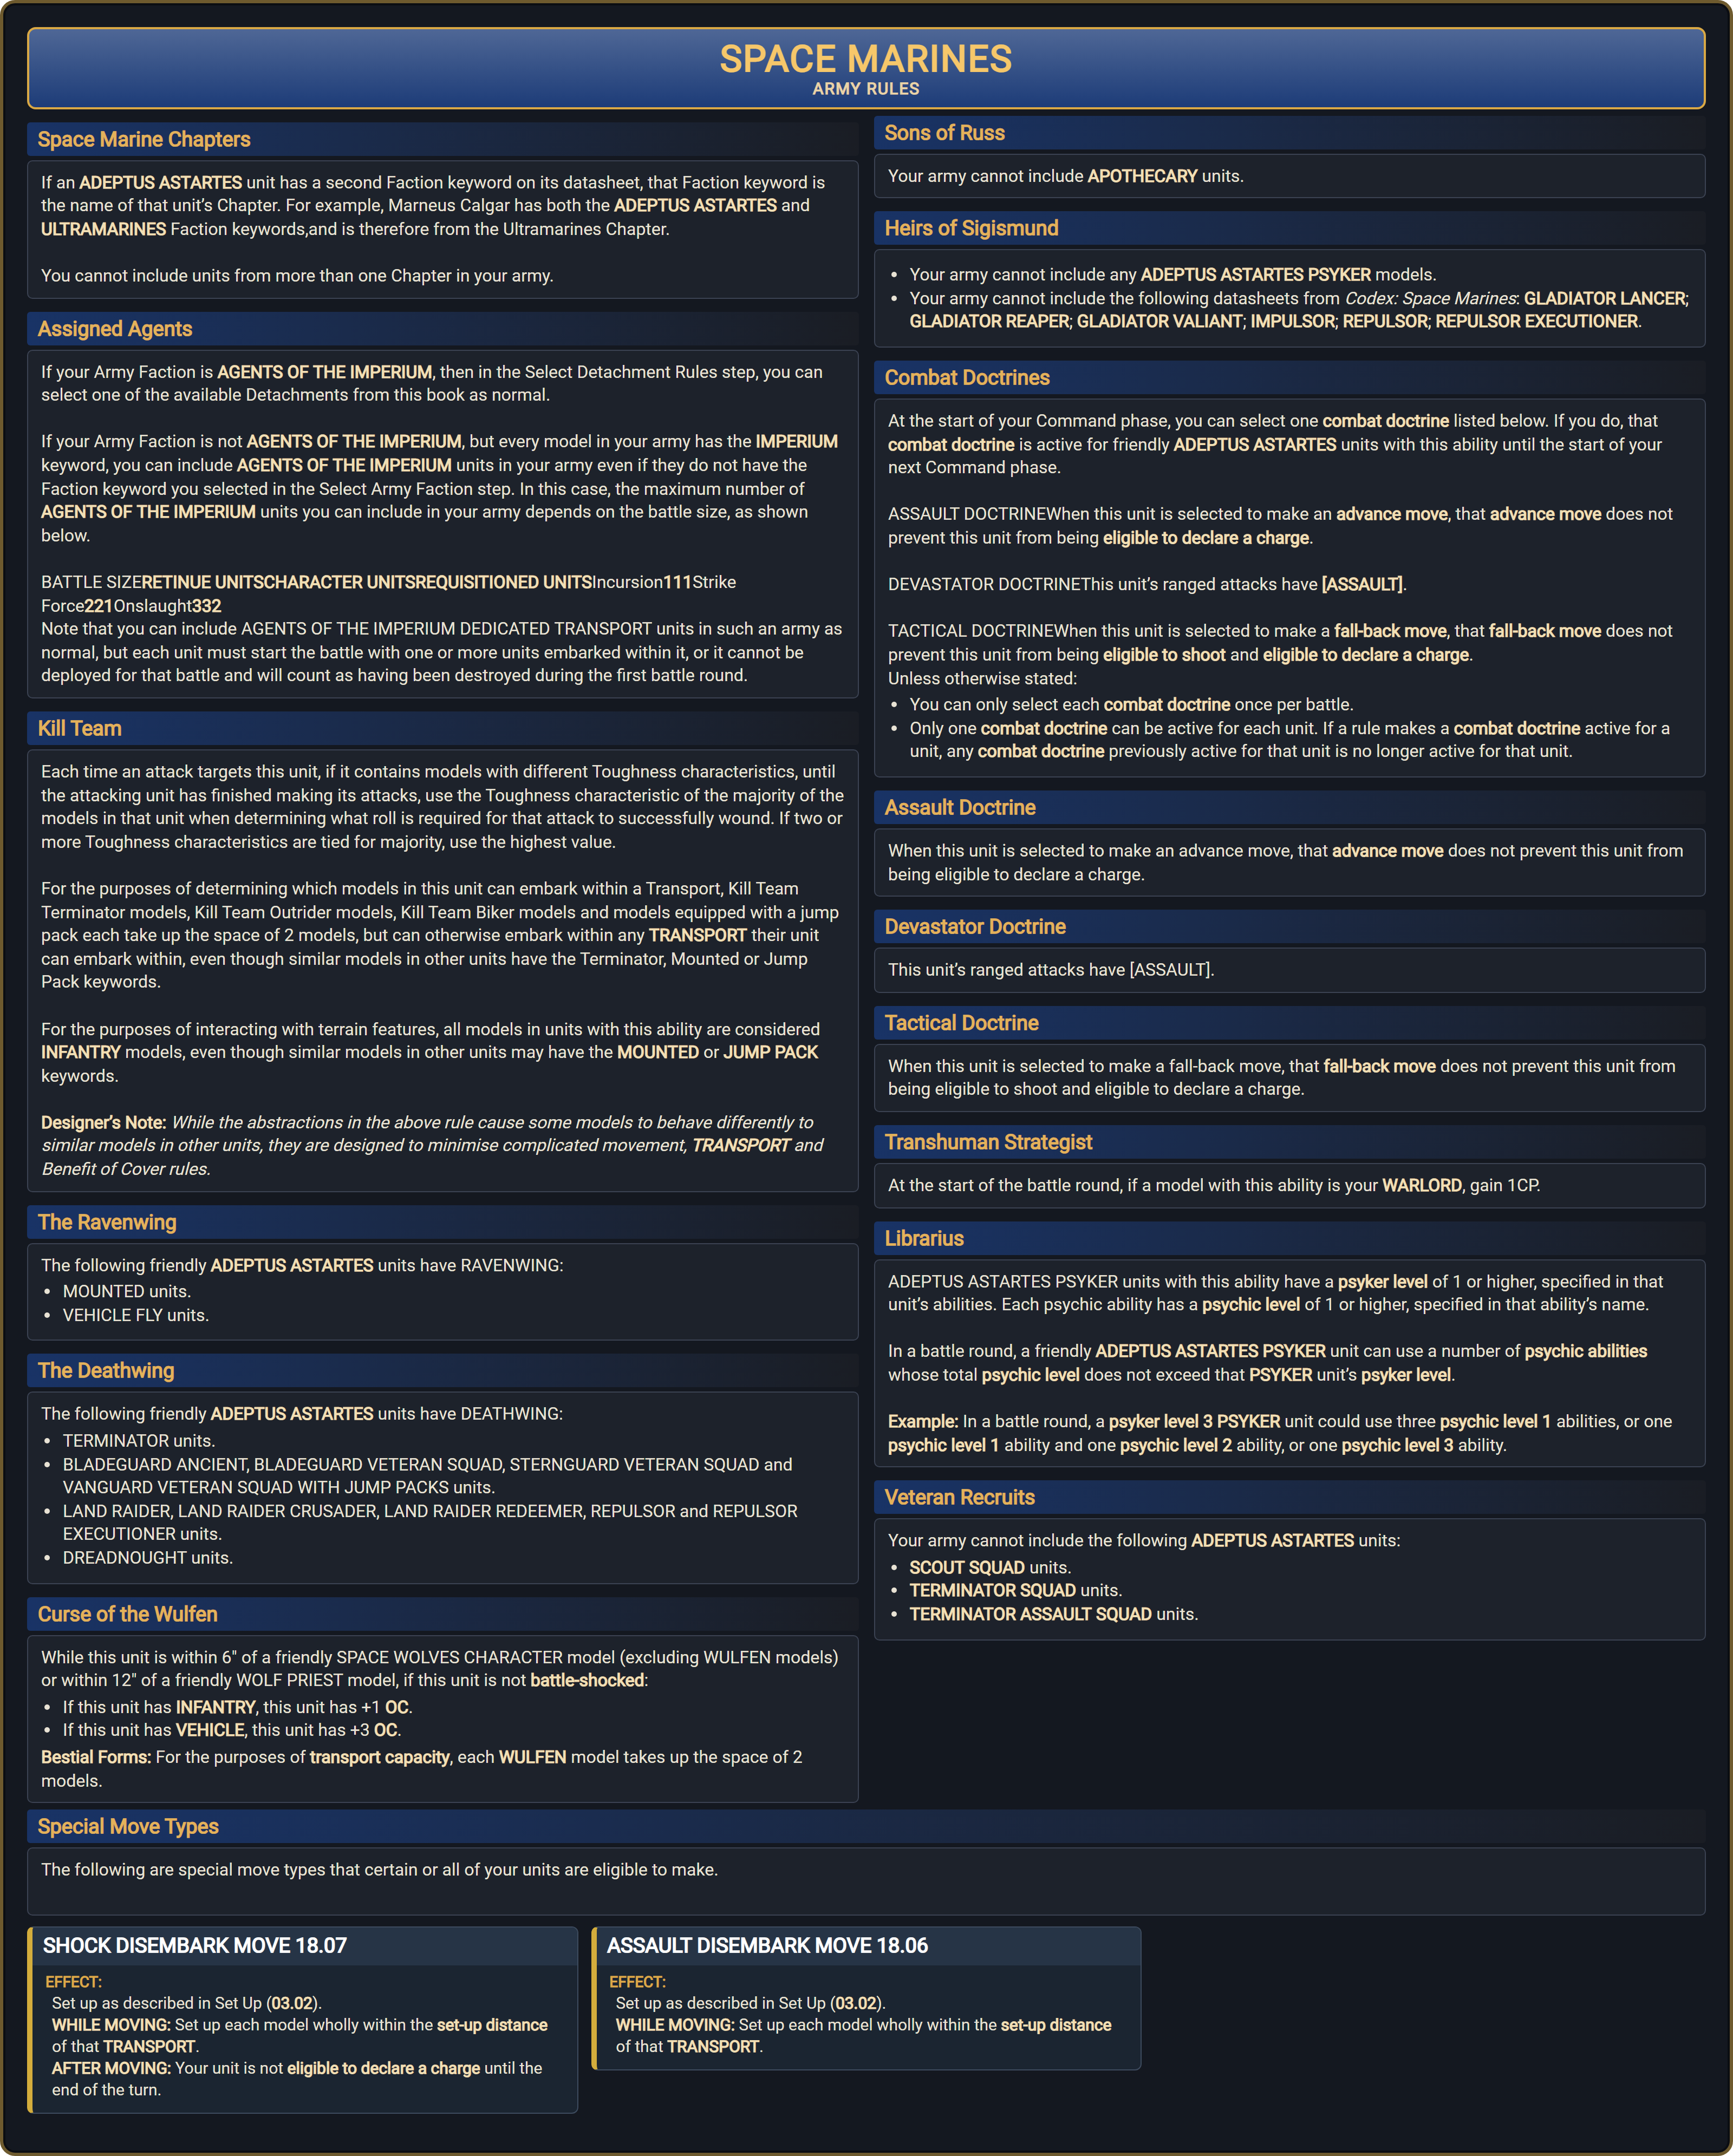 SPACE MARINES
ARMY RULES
Space Marine Chapters
If an ADEPTUS ASTARTES unit has a second Faction keyword on its datasheet, that Faction keyword is
the name of that unit’s Chapter. For example, Marneus Calgar has both the ADEPTUS ASTARTES and
ULTRAMARINES Faction keywords,and is therefore from the Ultramarines Chapter.
You cannot include units from more than one Chapter in your army.
Assigned Agents
If your Army Faction is AGENTS OF THE IMPERIUM, then in the Select Detachment Rules step, you can
select one of the available Detachments from this book as normal.
If your Army Faction is not AGENTS OF THE IMPERIUM, but every model in your army has the IMPERIUM
keyword, you can include AGENTS OF THE IMPERIUM units in your army even if they do not have the
Faction keyword you selected in the Select Army Faction step. In this case, the maximum number of
AGENTS OF THE IMPERIUM units you can include in your army depends on the battle size, as shown
below.
BATTLE SIZERETINUE UNITSCHARACTER UNITSREQUISITIONED UNITSIncursion111Strike
Force221Onslaught332
Note that you can include AGENTS OF THE IMPERIUM DEDICATED TRANSPORT units in such an army as
normal, but each unit must start the battle with one or more units embarked within it, or it cannot be
deployed for that battle and will count as having been destroyed during the first battle round.
Kill Team
Each time an attack targets this unit, if it contains models with different Toughness characteristics, until
the attacking unit has finished making its attacks, use the Toughness characteristic of the majority of the
models in that unit when determining what roll is required for that attack to successfully wound. If two or
more Toughness characteristics are tied for majority, use the highest value.
For the purposes of determining which models in this unit can embark within a Transport, Kill Team
Terminator models, Kill Team Outrider models, Kill Team Biker models and models equipped with a jump
pack each take up the space of 2 models, but can otherwise embark within any TRANSPORT their unit
can embark within, even though similar models in other units have the Terminator, Mounted or Jump
Pack keywords.
For the purposes of interacting with terrain features, all models in units with this ability are considered
INFANTRY models, even though similar models in other units may have the MOUNTED or JUMP PACK
keywords.
Designer’s Note: While the abstractions in the above rule cause some models to behave differently to
similar models in other units, they are designed to minimise complicated movement, TRANSPORT and
Benefit of Cover rules.
The Ravenwing
The following friendly ADEPTUS ASTARTES units have RAVENWING:
• MOUNTED units.
• VEHICLE FLY units.
The Deathwing
The following friendly ADEPTUS ASTARTES units have DEATHWING:
• TERMINATOR units.
• BLADEGUARD ANCIENT, BLADEGUARD VETERAN SQUAD, STERNGUARD VETERAN SQUAD and
VANGUARD VETERAN SQUAD WITH JUMP PACKS units.
• LAND RAIDER, LAND RAIDER CRUSADER, LAND RAIDER REDEEMER, REPULSOR and REPULSOR
EXECUTIONER units.
• DREADNOUGHT units.
Curse of the Wulfen
While this unit is within 6" of a friendly SPACE WOLVES CHARACTER model (excluding WULFEN models)
or within 12" of a friendly WOLF PRIEST model, if this unit is not battle-shocked:
• If this unit has INFANTRY, this unit has +1 OC.
• If this unit has VEHICLE, this unit has +3 OC.
Bestial Forms: For the purposes of transport capacity, each WULFEN model takes up the space of 2
models.
Sons of Russ
Your army cannot include APOTHECARY units.
Heirs of Sigismund
• Your army cannot include any ADEPTUS ASTARTES PSYKER models.
• Your army cannot include the following datasheets from Codex: Space Marines: GLADIATOR LANCER;
GLADIATOR REAPER; GLADIATOR VALIANT; IMPULSOR; REPULSOR; REPULSOR EXECUTIONER.
Combat Doctrines
At the start of your Command phase, you can select one combat doctrine listed below. If you do, that
combat doctrine is active for friendly ADEPTUS ASTARTES units with this ability until the start of your
next Command phase.
ASSAULT DOCTRINEWhen this unit is selected to make an advance move, that advance move does not
prevent this unit from being eligible to declare a charge.
DEVASTATOR DOCTRINEThis unit’s ranged attacks have [ASSAULT].
TACTICAL DOCTRINEWhen this unit is selected to make a fall-back move, that fall-back move does not
prevent this unit from being eligible to shoot and eligible to declare a charge.
Unless otherwise stated:
• You can only select each combat doctrine once per battle.
• Only one combat doctrine can be active for each unit. If a rule makes a combat doctrine active for a
unit, any combat doctrine previously active for that unit is no longer active for that unit.
Assault Doctrine
When this unit is selected to make an advance move, that advance move does not prevent this unit from
being eligible to declare a charge.
Devastator Doctrine
This unit’s ranged attacks have [ASSAULT].
Tactical Doctrine
When this unit is selected to make a fall-back move, that fall-back move does not prevent this unit from
being eligible to shoot and eligible to declare a charge.
Transhuman Strategist
At the start of the battle round, if a model with this ability is your WARLORD, gain 1CP.
Librarius
ADEPTUS ASTARTES PSYKER units with this ability have a psyker level of 1 or higher, specified in that
unit’s abilities. Each psychic ability has a psychic level of 1 or higher, specified in that ability’s name.
In a battle round, a friendly ADEPTUS ASTARTES PSYKER unit can use a number of psychic abilities
whose total psychic level does not exceed that PSYKER unit’s psyker level.
Example: In a battle round, a psyker level 3 PSYKER unit could use three psychic level 1 abilities, or one
psychic level 1 ability and one psychic level 2 ability, or one psychic level 3 ability.
Veteran Recruits
Your army cannot include the following ADEPTUS ASTARTES units:
• SCOUT SQUAD units.
• TERMINATOR SQUAD units.
• TERMINATOR ASSAULT SQUAD units.
Special Move Types
The following are special move types that certain or all of your units are eligible to make.
SHOCK DISEMBARK MOVE 18.07
EFFECT:
Set up as described in Set Up (03.02).
WHILE MOVING: Set up each model wholly within the set-up distance
of that TRANSPORT.
AFTER MOVING: Your unit is not eligible to declare a charge until the
end of the turn.
ASSAULT DISEMBARK MOVE 18.06
EFFECT:
Set up as described in Set Up (03.02).
WHILE MOVING: Set up each model wholly within the set-up distance
of that TRANSPORT.